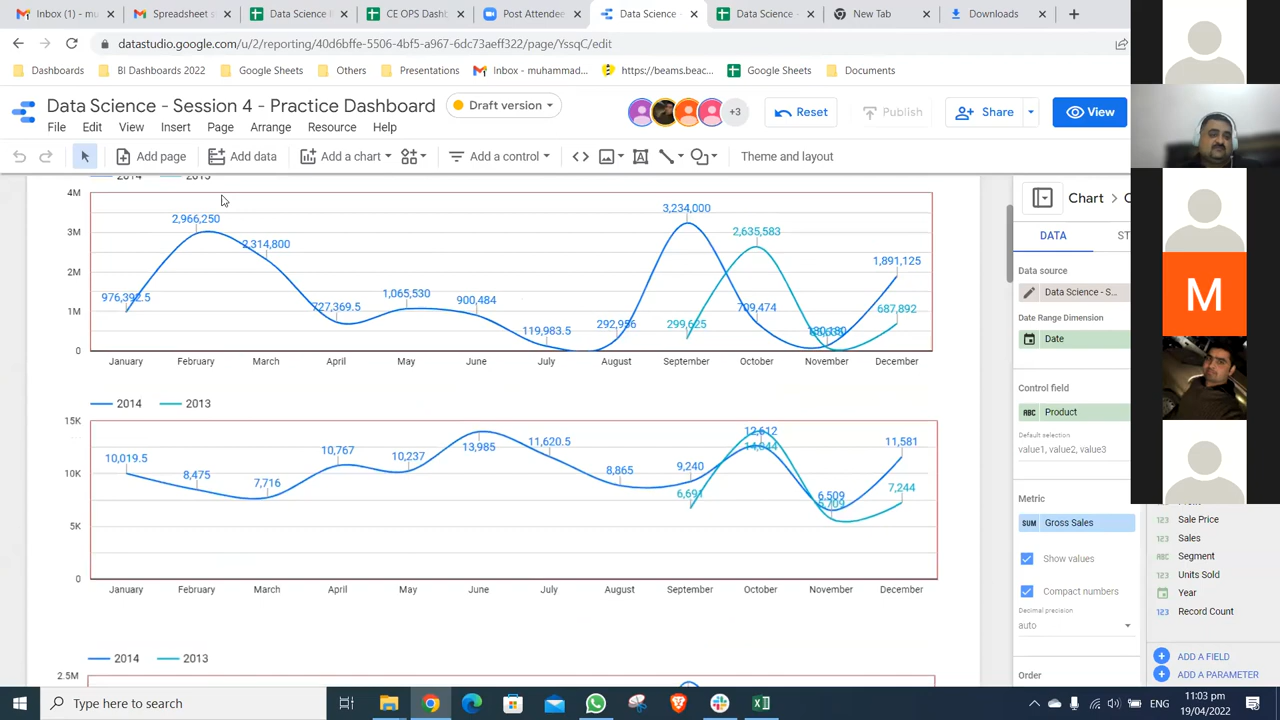 Inbox (1) - mu
Spreadsheet s
Data Science I
CE OPS Dashb
Post Attendee
Data Science -
Data Science -
New Tab
Downloads
datastudio.google.com/u/2/reporting/40d6bffe-5506-4bf5-a967-6dc73aeff322/page/YssqC/edit
Dashboards
BI Dashboards 2022
Google Sheets
Others
Presentations
Inbox - muhammad...
https://beams.beac...
Google Sheets
Documents
Data Science - Session 4 - Practice Dashboard
Draft version
+3
Reset
Publish
Share
View
File Edit View Insert Page Arrange Resource Help
Add page
Add data
Add a chart
Add a control
Theme and layout
2014 2013
4M
3M
2M
1M
0
976,392.5
2,966,250
2,314,800
727,369.5
1,065,530
900,484
119,983.5
292,956
3,234,000
299,625
2,635,583
709,474
1,891,125
687,892
January February March April May June July August September October November December
2014 2013
15K
10K
5K
0
10,019.5
8,475
7,716
10,767
10,237
13,985
11,620.5
8,865
9,240
6,691
12,612
6,509
11,581
7,244
January February March April May June July August September October November December
2014 2013
2.5M
Chart
DATA
ST
Data source
Data Science - S...
Date Range Dimension
Date
Control field
ABC Product
Default selection
value1, value2, value3
Metric
SUM Gross Sales
Show values
Compact numbers
Decimal precision
auto
Order
M
123 Sale Price
123 Sales
ABC Segment
123 Units Sold
Year
123 Record Count
ADD A FIELD
ADD A PARAMETER
Type here to search
ENG
11:03 pm
19/04/2022